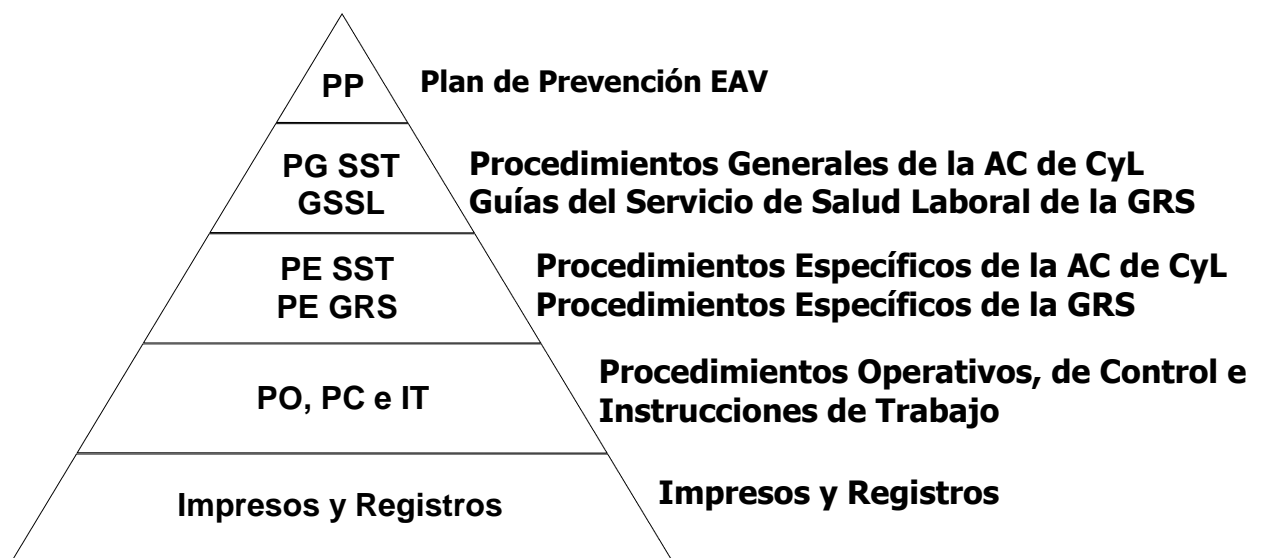 PP
Plan de Prevención EAV
PG SST
GSSL
Procedimientos Generales de la AC de CyL
Guías del Servicio de Salud Laboral de la GRS
PE SST
PE GRS
Procedimientos Específicos de la AC de CyL
Procedimientos Específicos de la GRS
PO, PC e IT
Procedimientos Operativos, de Control e
Instrucciones de Trabajo
Impresos y Registros
Impresos y Registros